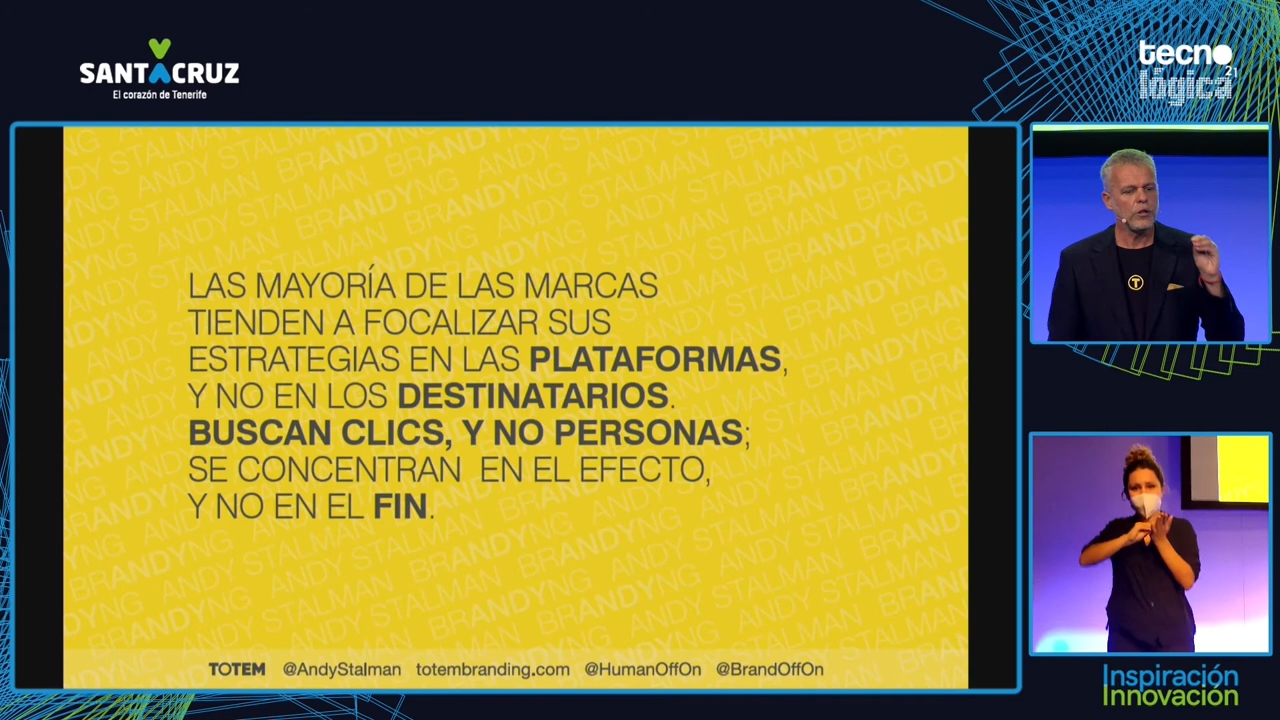 SANTACRUZ
El corazón de Tenerife
tecno
lógica 21
LAS MAYORÍA DE LAS MARCAS
TIENDEN A FOCALIZAR SUS
ESTRATEGIAS EN LAS PLATAFORMAS,
Y NO EN LOS DESTINATARIOS.
BUSCAN CLICS, Y NO PERSONAS;
SE CONCENTRAN EN EL EFECTO,
Y NO EN EL FIN.
TOTEM @AndyStalman totembranding.com @HumanOffOn @BrandOffOn
T
Inspiración
Innovación